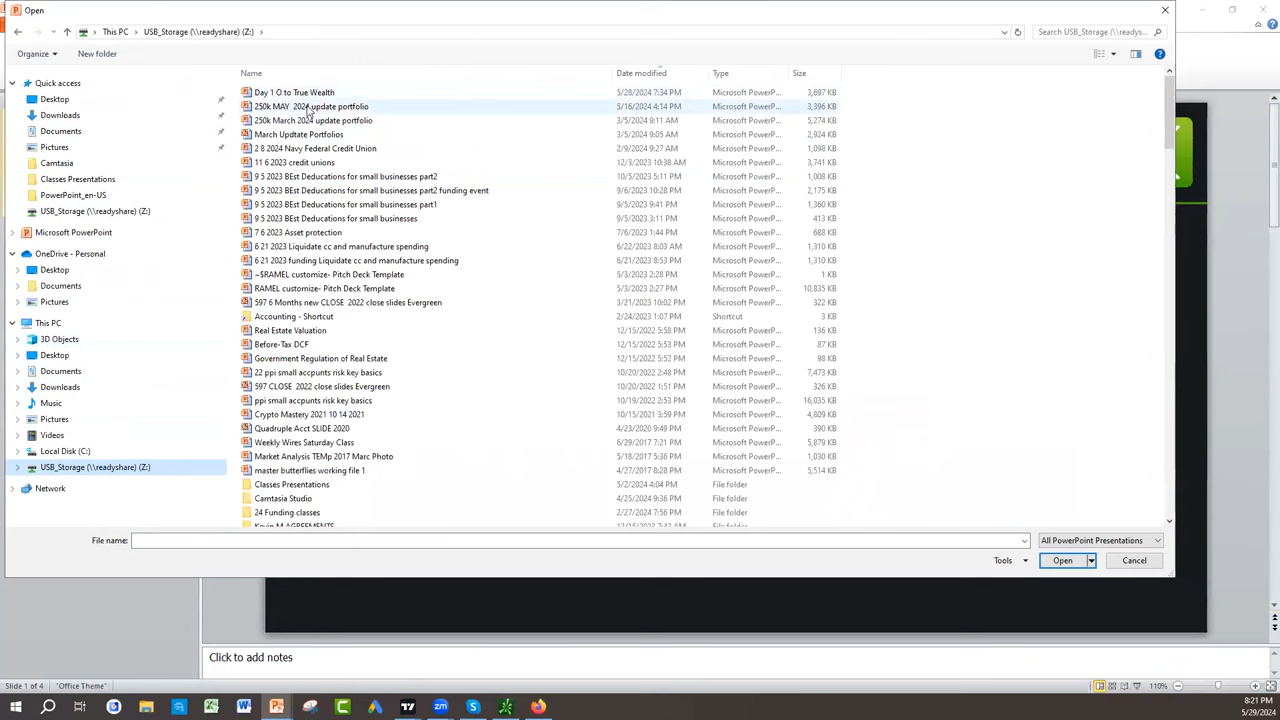 Open
This PC › USB_Storage (\\readyshare) (Z:) ›
Search USB_Storage (\\readys...
Organize
New folder
Name Date modified Type Size
Quick access
Desktop
Downloads
Documents
Pictures
Camtasia
Classes Presentations
PowerPoint_en-US
USB_Storage (\\readyshare) (Z:)
Microsoft PowerPoint
OneDrive - Personal
Desktop
Documents
Pictures
This PC
3D Objects
Desktop
Documents
Downloads
Music
Pictures
Videos
Local Disk (C:)
USB_Storage (\\readyshare) (Z:)
Network
Day 1 O to True Wealth 5/28/2024 7:34 PM Microsoft PowerP... 3,697 KB
250k MAY 2024 update portfolio 5/16/2024 4:14 PM Microsoft PowerP... 3,396 KB
250k March 2024 update portfolio 3/5/2024 9:11 AM Microsoft PowerP... 5,274 KB
March Updtate Portfolios 3/5/2024 9:05 AM Microsoft PowerP... 2,924 KB
2 8 2024 Navy Federal Credit Union 2/9/2024 9:27 AM Microsoft PowerP... 1,098 KB
11 6 2023 credit unions 12/3/2023 10:38 AM Microsoft PowerP... 3,741 KB
9 5 2023 BEst Deducations for small businesses part2 10/5/2023 5:11 PM Microsoft PowerP... 1,008 KB
9 5 2023 BEst Deducations for small businesses part2 funding event 9/6/2023 10:28 PM Microsoft PowerP... 2,175 KB
9 5 2023 BEst Deducations for small businesses part1 9/5/2023 9:41 PM Microsoft PowerP... 1,360 KB
9 5 2023 BEst Deducations for small businesses 9/5/2023 3:11 PM Microsoft PowerP... 413 KB
7 6 2023 Asset protection 7/6/2023 1:44 PM Microsoft PowerP... 688 KB
6 21 2023 Liquidate cc and manufacture spending 6/22/2023 8:03 AM Microsoft PowerP... 1,310 KB
6 21 2023 funding Liquidate cc and manufacture spending 6/21/2023 8:53 PM Microsoft PowerP... 1,310 KB
~$RAMEL customize- Pitch Deck Template 5/3/2023 2:28 PM Microsoft PowerP... 1 KB
RAMEL customize- Pitch Deck Template 5/3/2023 2:27 PM Microsoft PowerP... 10,835 KB
597 6 Months new CLOSE 2022 close slides Evergreen 3/21/2023 10:02 PM Microsoft PowerP... 322 KB
Accounting - Shortcut 2/24/2023 1:07 PM Shortcut 3 KB
Real Estate Valuation 12/15/2022 5:58 PM Microsoft PowerP... 136 KB
Before-Tax DCF 12/15/2022 5:53 PM Microsoft PowerP... 87 KB
Government Regulation of Real Estate 12/15/2022 5:52 PM Microsoft PowerP... 98 KB
22 ppi small accpunts risk key basics 10/20/2022 2:48 PM Microsoft PowerP... 7,473 KB
597 CLOSE 2022 close slides Evergreen 10/20/2022 1:51 PM Microsoft PowerP... 326 KB
ppi small accpunts risk key basics 10/19/2022 2:53 PM Microsoft PowerP... 16,035 KB
Crypto Mastery 2021 10 14 2021 10/15/2021 3:59 PM Microsoft PowerP... 4,809 KB
Quadruple Acct SLIDE 2020 4/23/2020 9:49 PM Microsoft PowerP... 390 KB
Weekly Wires Saturday Class 6/29/2017 7:21 PM Microsoft PowerP... 5,879 KB
Market Analysis TEMp 2017 Marc Photo 5/18/2017 5:36 PM Microsoft PowerP... 1,030 KB
master butterflies working file 1 4/27/2017 8:28 PM Microsoft PowerP... 5,514 KB
Classes Presentations 5/2/2024 4:04 PM File folder
Camtasia Studio 4/25/2024 9:36 PM File folder
24 Funding classes 2/27/2024 7:56 PM File folder
Kevin M AGREEMENTS 12/15/2023 7:42 AM File folder
File name:
All PowerPoint Presentations
Tools Open Cancel
Click to add notes
Slide 1 of 4 "Office Theme" 110%
8:21 PM
5/29/2024